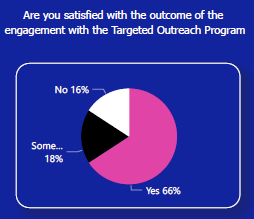 Are you satisfied with the outcome of the
engagement with the Targeted Outreach Program
No 16%
Some...
18%
Yes 66%